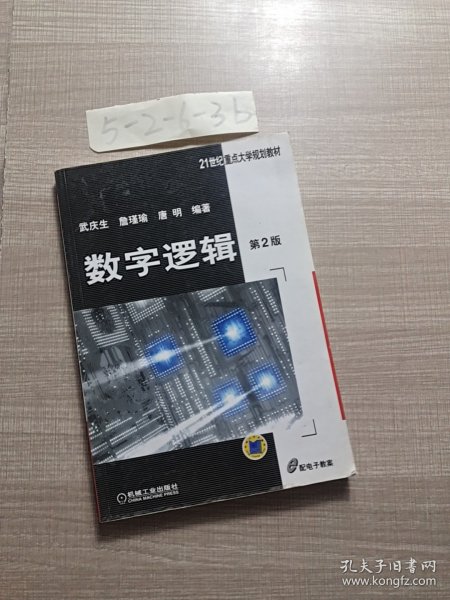 5-2-6-3b
21世纪重点大学规划教材
武庆生 詹瑾瑜 唐明 编著
数字逻辑 第2版
配电子教案
机械工业出版社
CHINA MACHINE PRESS
孔夫子旧书网
www.kongfz.com